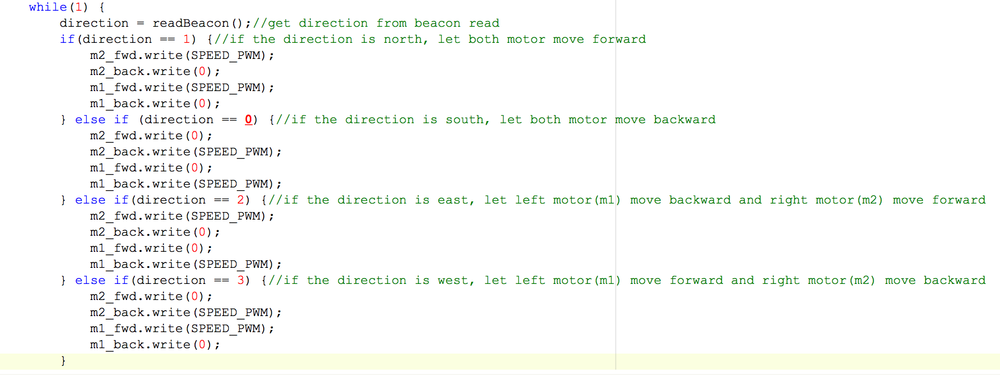 while(1) {
    direction = readBeacon();//get direction from beacon read
    if(direction == 1) {//if the direction is north, let both motor move forward
        m2_fwd.write(SPEED_PWM);
        m2_back.write(0);
        m1_fwd.write(SPEED_PWM);
        m1_back.write(0);
    } else if (direction == 0) {//if the direction is south, let both motor move backward
        m2_fwd.write(0);
        m2_back.write(SPEED_PWM);
        m1_fwd.write(0);
        m1_back.write(SPEED_PWM);
    } else if(direction == 2) {//if the direction is east, let left motor(m1) move backward and right motor(m2) move forward
        m2_fwd.write(SPEED_PWM);
        m2_back.write(0);
        m1_fwd.write(0);
        m1_back.write(SPEED_PWM);
    } else if(direction == 3) {//if the direction is west, let left motor(m1) move forward and right motor(m2) move backward
        m2_fwd.write(0);
        m2_back.write(SPEED_PWM);
        m1_fwd.write(SPEED_PWM);
        m1_back.write(0);
    }